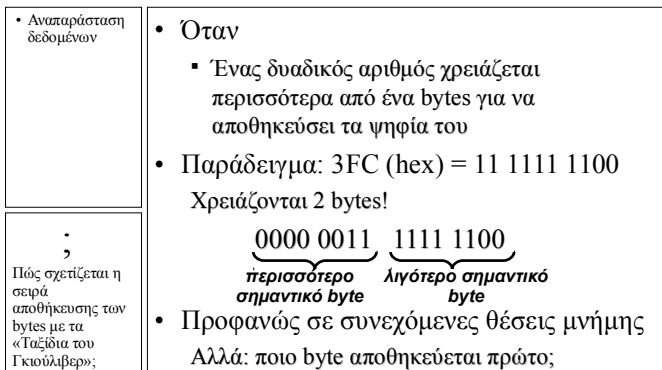 • Αναπαράσταση
δεδομένων
;
Πώς σχετίζεται η
σειρά
αποθήκευσης των
bytes με τα
«Ταξίδια του
Γκιούλιβερ»;
• Όταν
▪ Ένας δυαδικός αριθμός χρειάζεται
περισσότερα από ένα bytes για να
αποθηκεύσει τα ψηφία του
• Παράδειγμα: 3FC (hex) = 11 1111 1100
Χρειάζονται 2 bytes!
0000 0011 1111 1100
περισσότερο λιγότερο σημαντικό
σημαντικό byte byte
• Προφανώς σε συνεχόμενες θέσεις μνήμης
Αλλά: ποιο byte αποθηκεύεται πρώτο;